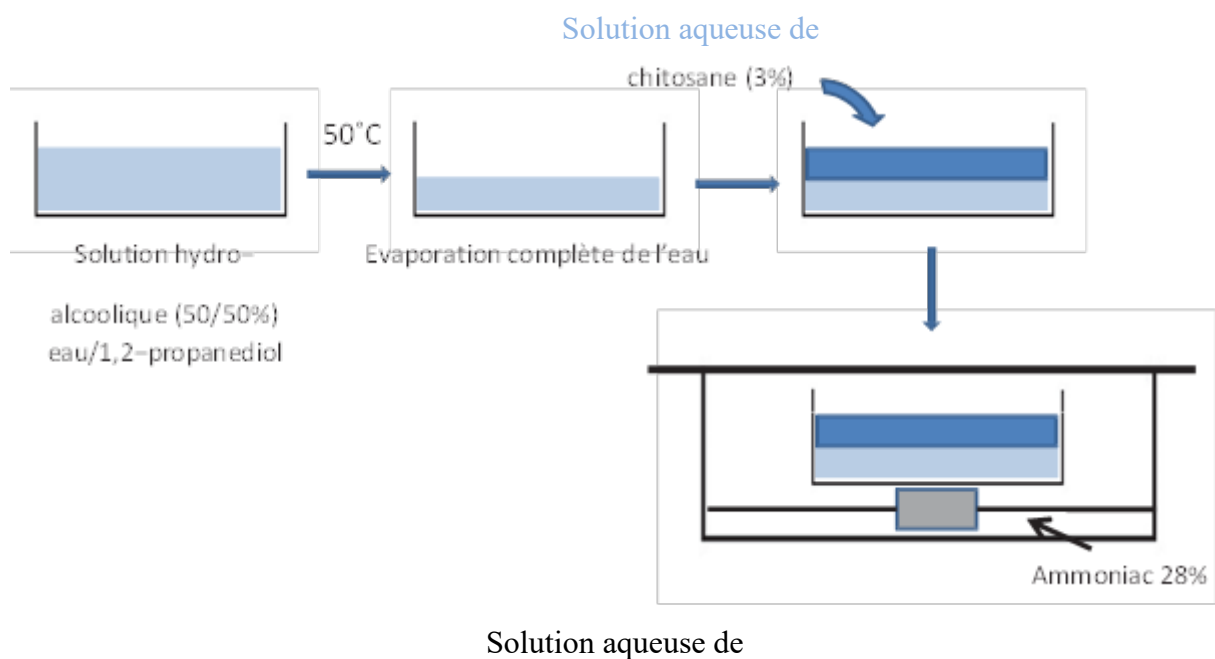 Solution aqueuse de
chitosane (3%)
50°C
Solution hydro-
alcoolique (50/50%)
eau/1,2-propanediol
Evaporation complète de l'eau
Ammoniac 28%
Solution aqueuse de